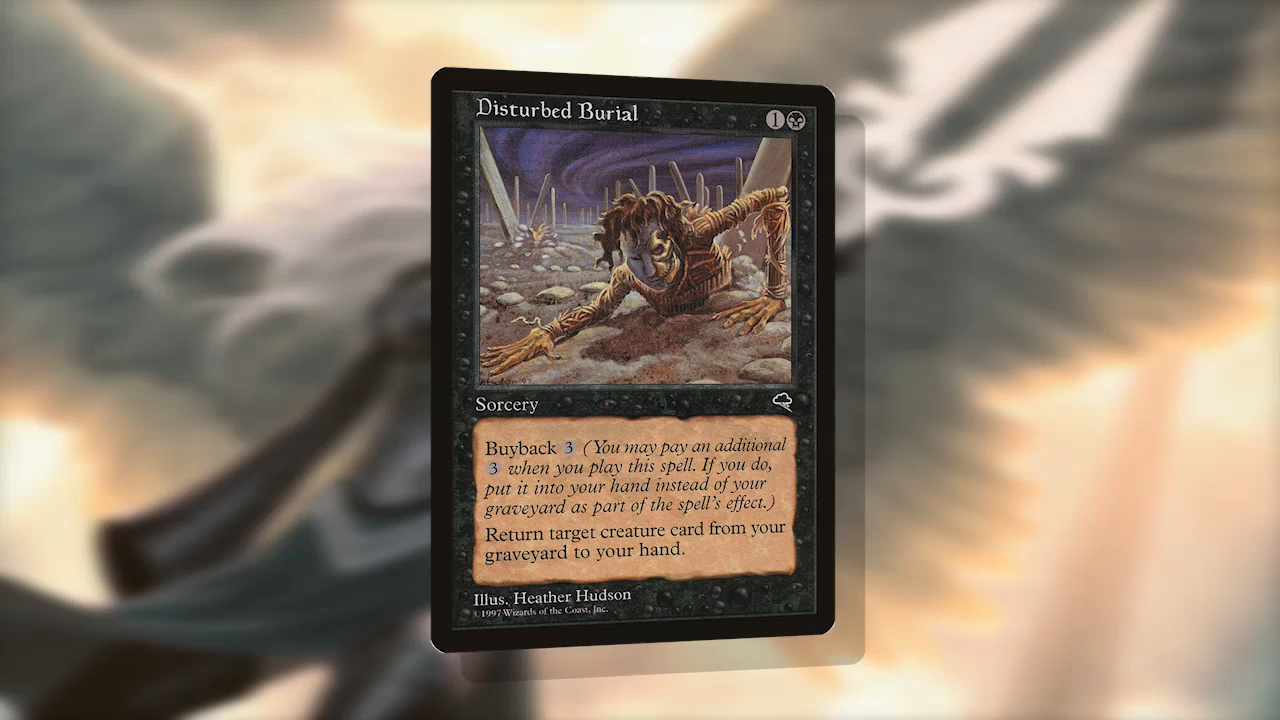 Disturbed Burial 1
Sorcery
Buyback 3 (You may pay an additional
3 when you play this spell. If you do,
put it into your hand instead of your
graveyard as part of the spell's effect.)
Return target creature card from your
graveyard to your hand.
Illus. Heather Hudson
©1997 Wizards of the Coast, Inc.